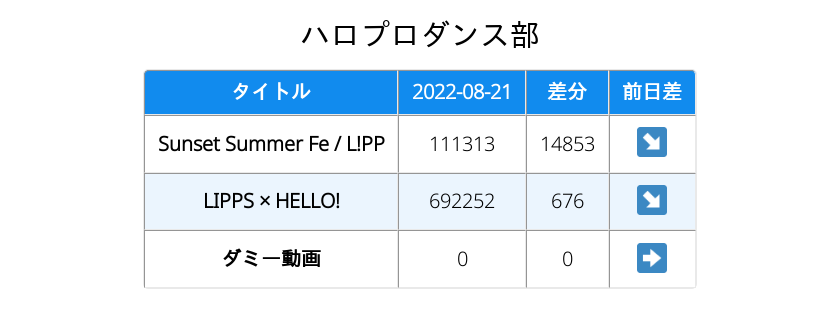 ハロプロダンス部
タイトル 2022-08-21 差分 前日差
Sunset Summer Fe / L!PP 111313 14853 ↘
LIPPS × HELLO! 692252 676 ↘
ダミー動画 0 0 ➡